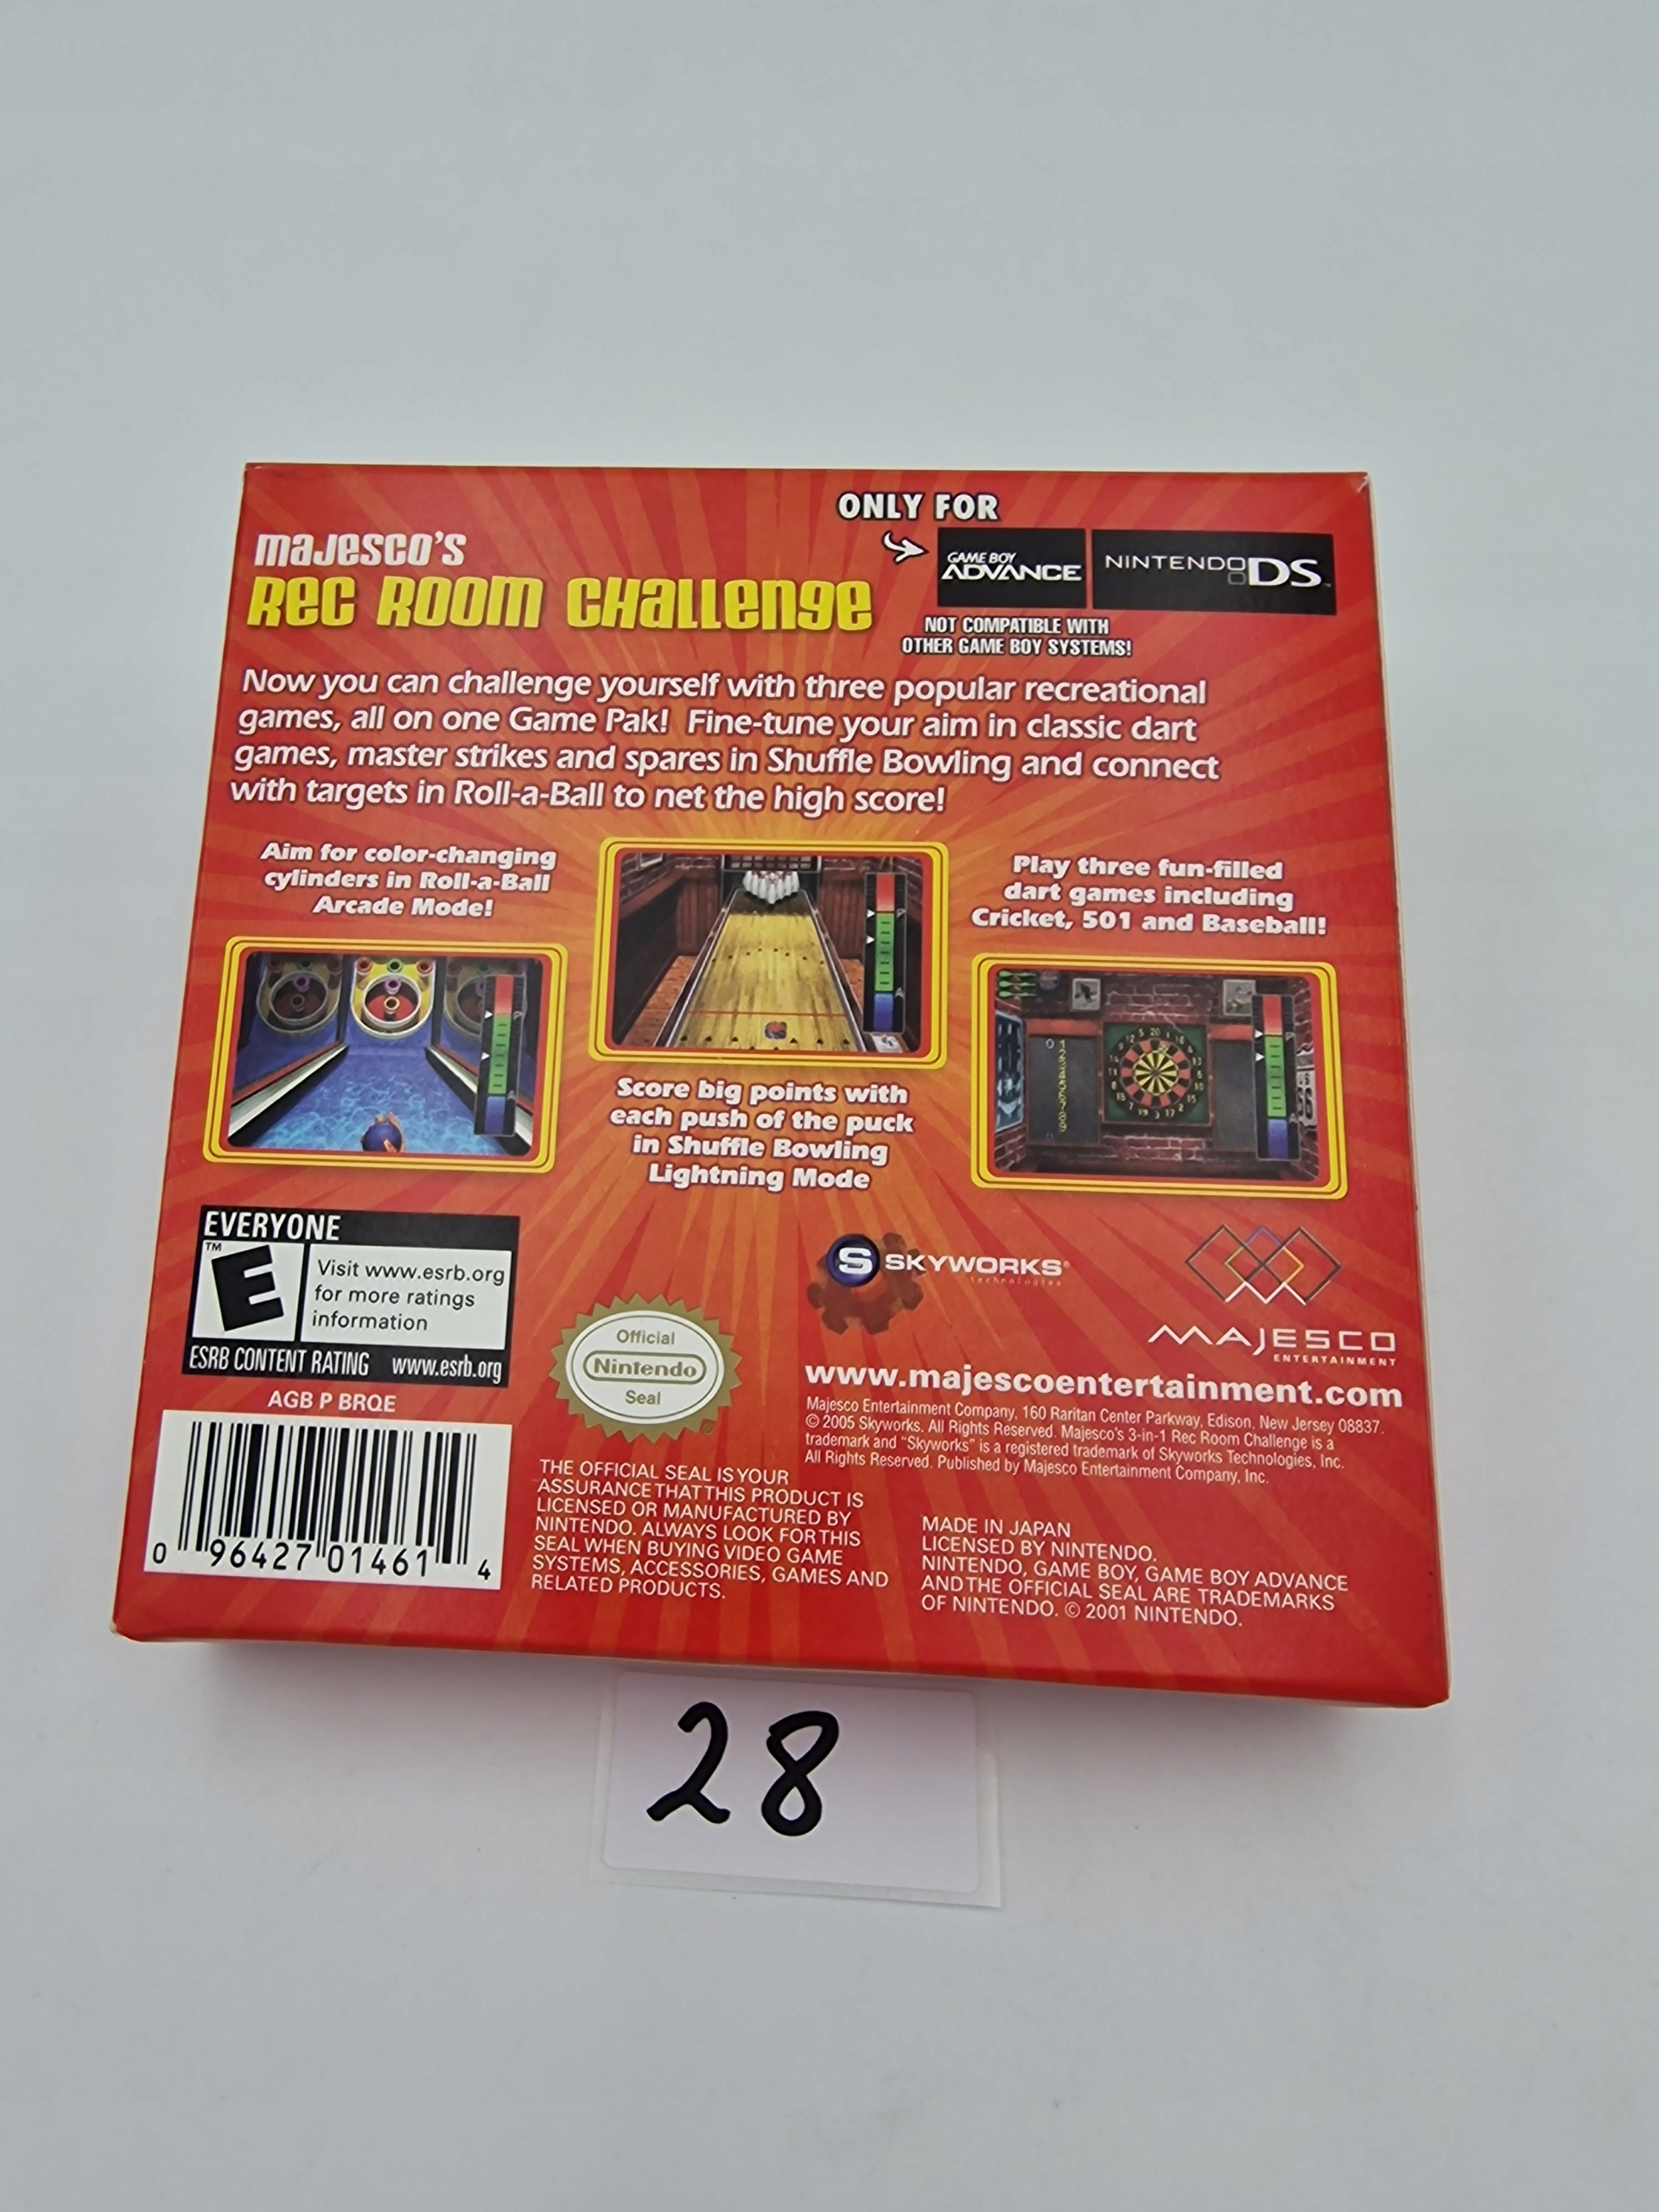 ONLY FOR
GAME BOY
ADVANCE
NINTENDO DS
NOT COMPATIBLE WITH
OTHER GAME BOY SYSTEMS!
MAJESCO'S
REC ROOM CHALLENGE
Now you can challenge yourself with three popular recreational
games, all on one Game Pak! Fine-tune your aim in classic dart
games, master strikes and spares in Shuffle Bowling and connect
with targets in Roll-a-Ball to net the high score!
Aim for color-changing
cylinders in Roll-a-Ball
Arcade Mode!
Score big points with
each push of the puck
in Shuffle Bowling
Lightning Mode
Play three fun-filled
dart games including
Cricket, 501 and Baseball!
EVERYONE
E™
Visit www.esrb.org
for more ratings
information
ESRB CONTENT RATING www.esrb.org
AGB P BRQE
0 96427 01461 4
Official
Nintendo
Seal
THE OFFICIAL SEAL IS YOUR
ASSURANCE THAT THIS PRODUCT IS
LICENSED OR MANUFACTURED BY
NINTENDO. ALWAYS LOOK FOR THIS
SEAL WHEN BUYING VIDEO GAME
SYSTEMS, ACCESSORIES, GAMES AND
RELATED PRODUCTS.
S SKYWORKS®
technologies
MAJESCO
ENTERTAINMENT
www.majescoentertainment.com
Majesco Entertainment Company, 160 Raritan Center Parkway, Edison, New Jersey 08837.
© 2005 Skyworks. All Rights Reserved. Majesco's 3-in-1 Rec Room Challenge is a
trademark and "Skyworks" is a registered trademark of Skyworks Technologies, Inc.
All Rights Reserved. Published by Majesco Entertainment Company, Inc.
MADE IN JAPAN
LICENSED BY NINTENDO.
NINTENDO, GAME BOY, GAME BOY ADVANCE
AND THE OFFICIAL SEAL ARE TRADEMARKS
OF NINTENDO. © 2001 NINTENDO.
28